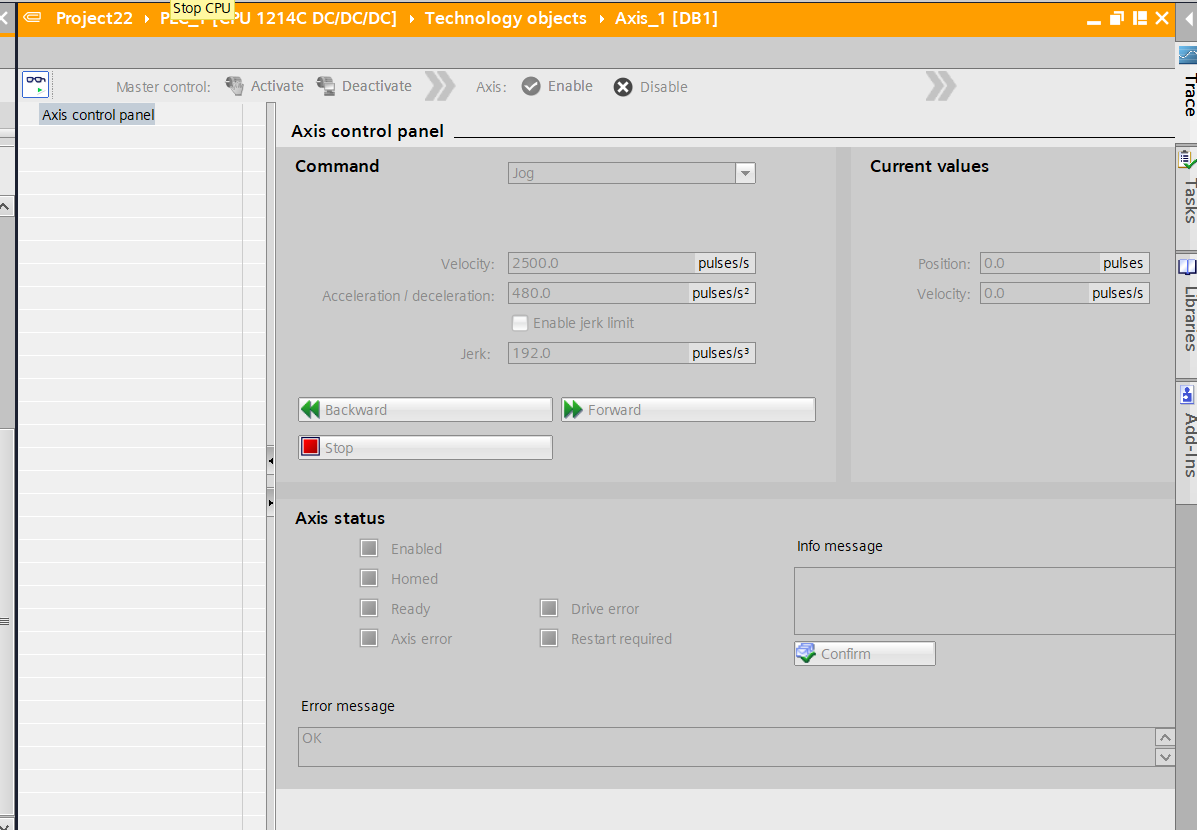 Stop CPU
Project22 › PLC_1 [CPU 1214C DC/DC/DC] › Technology objects › Axis_1 [DB1]
Master control: Activate Deactivate Axis: Enable Disable
Axis control panel
Axis control panel
Command
Jog
Velocity: 2500.0 pulses/s
Acceleration / deceleration: 480.0 pulses/s²
Enable jerk limit
Jerk: 192.0 pulses/s³
Backward
Forward
Stop
Current values
Position: 0.0 pulses
Velocity: 0.0 pulses/s
Axis status
Enabled
Homed
Ready
Axis error
Drive error
Restart required
Info message
Confirm
Error message
OK
Trace
Tasks
Libraries
Add-Ins